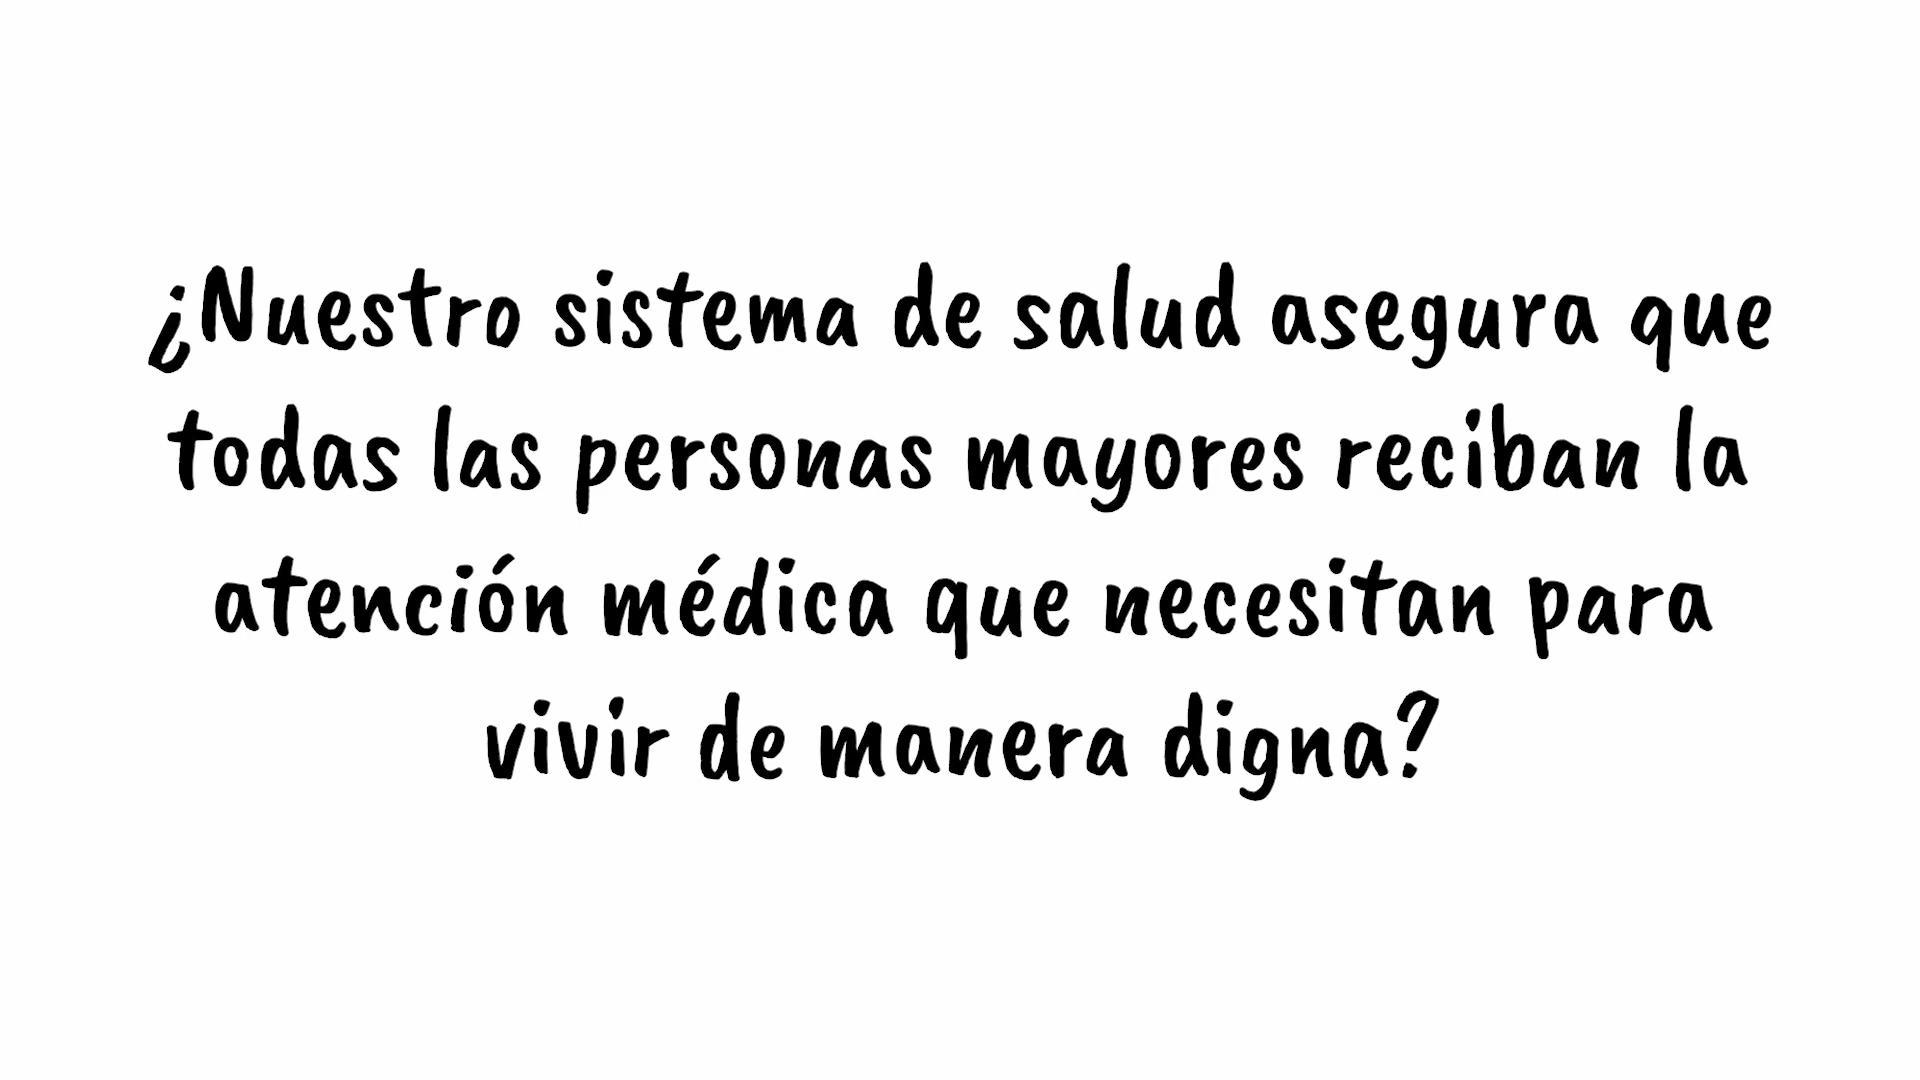 ¿Nuestro sistema de salud asegura que
todas las personas mayores reciban la
atención médica que necesitan para
vivir de manera digna?